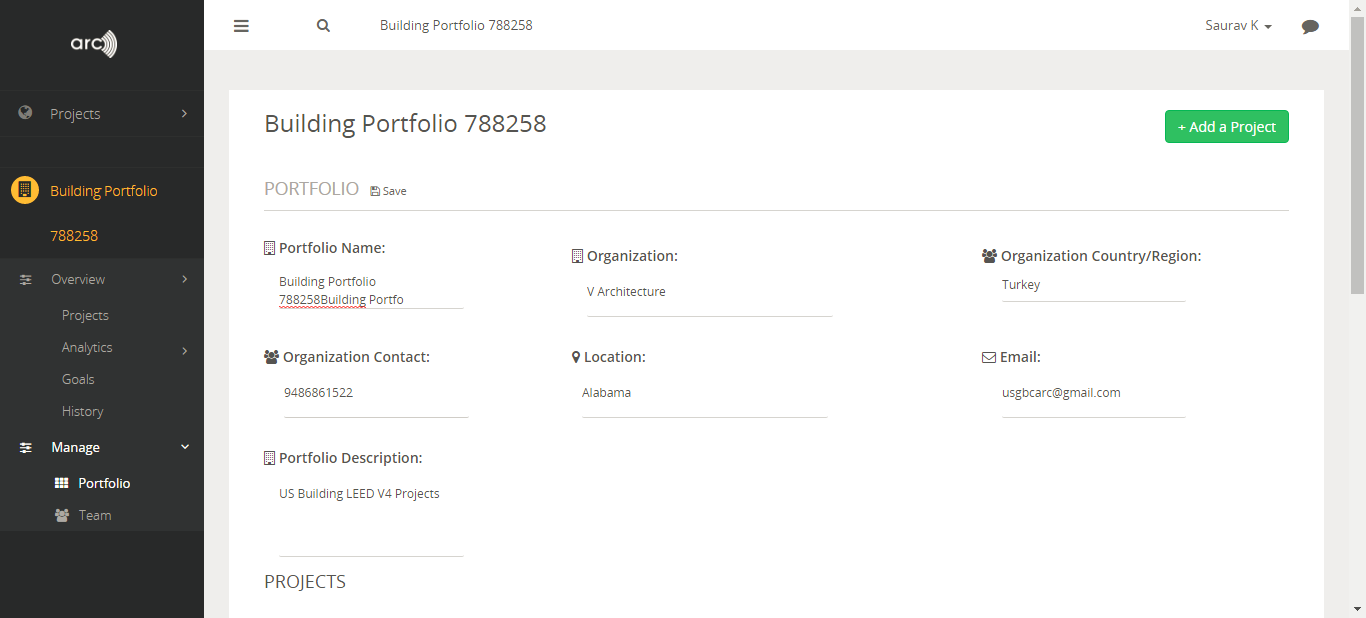 arc
Projects
Building Portfolio
788258
Overview
Projects
Analytics
Goals
History
Manage
Portfolio
Team
Building Portfolio 788258
Saurav K
Building Portfolio 788258
+ Add a Project
PORTFOLIO
Save
Portfolio Name:
Building Portfolio
788258Building Portfo
Organization:
V Architecture
Organization Country/Region:
Turkey
Organization Contact:
9486861522
Location:
Alabama
Email:
usgbcarc@gmail.com
Portfolio Description:
US Building LEED V4 Projects
PROJECTS